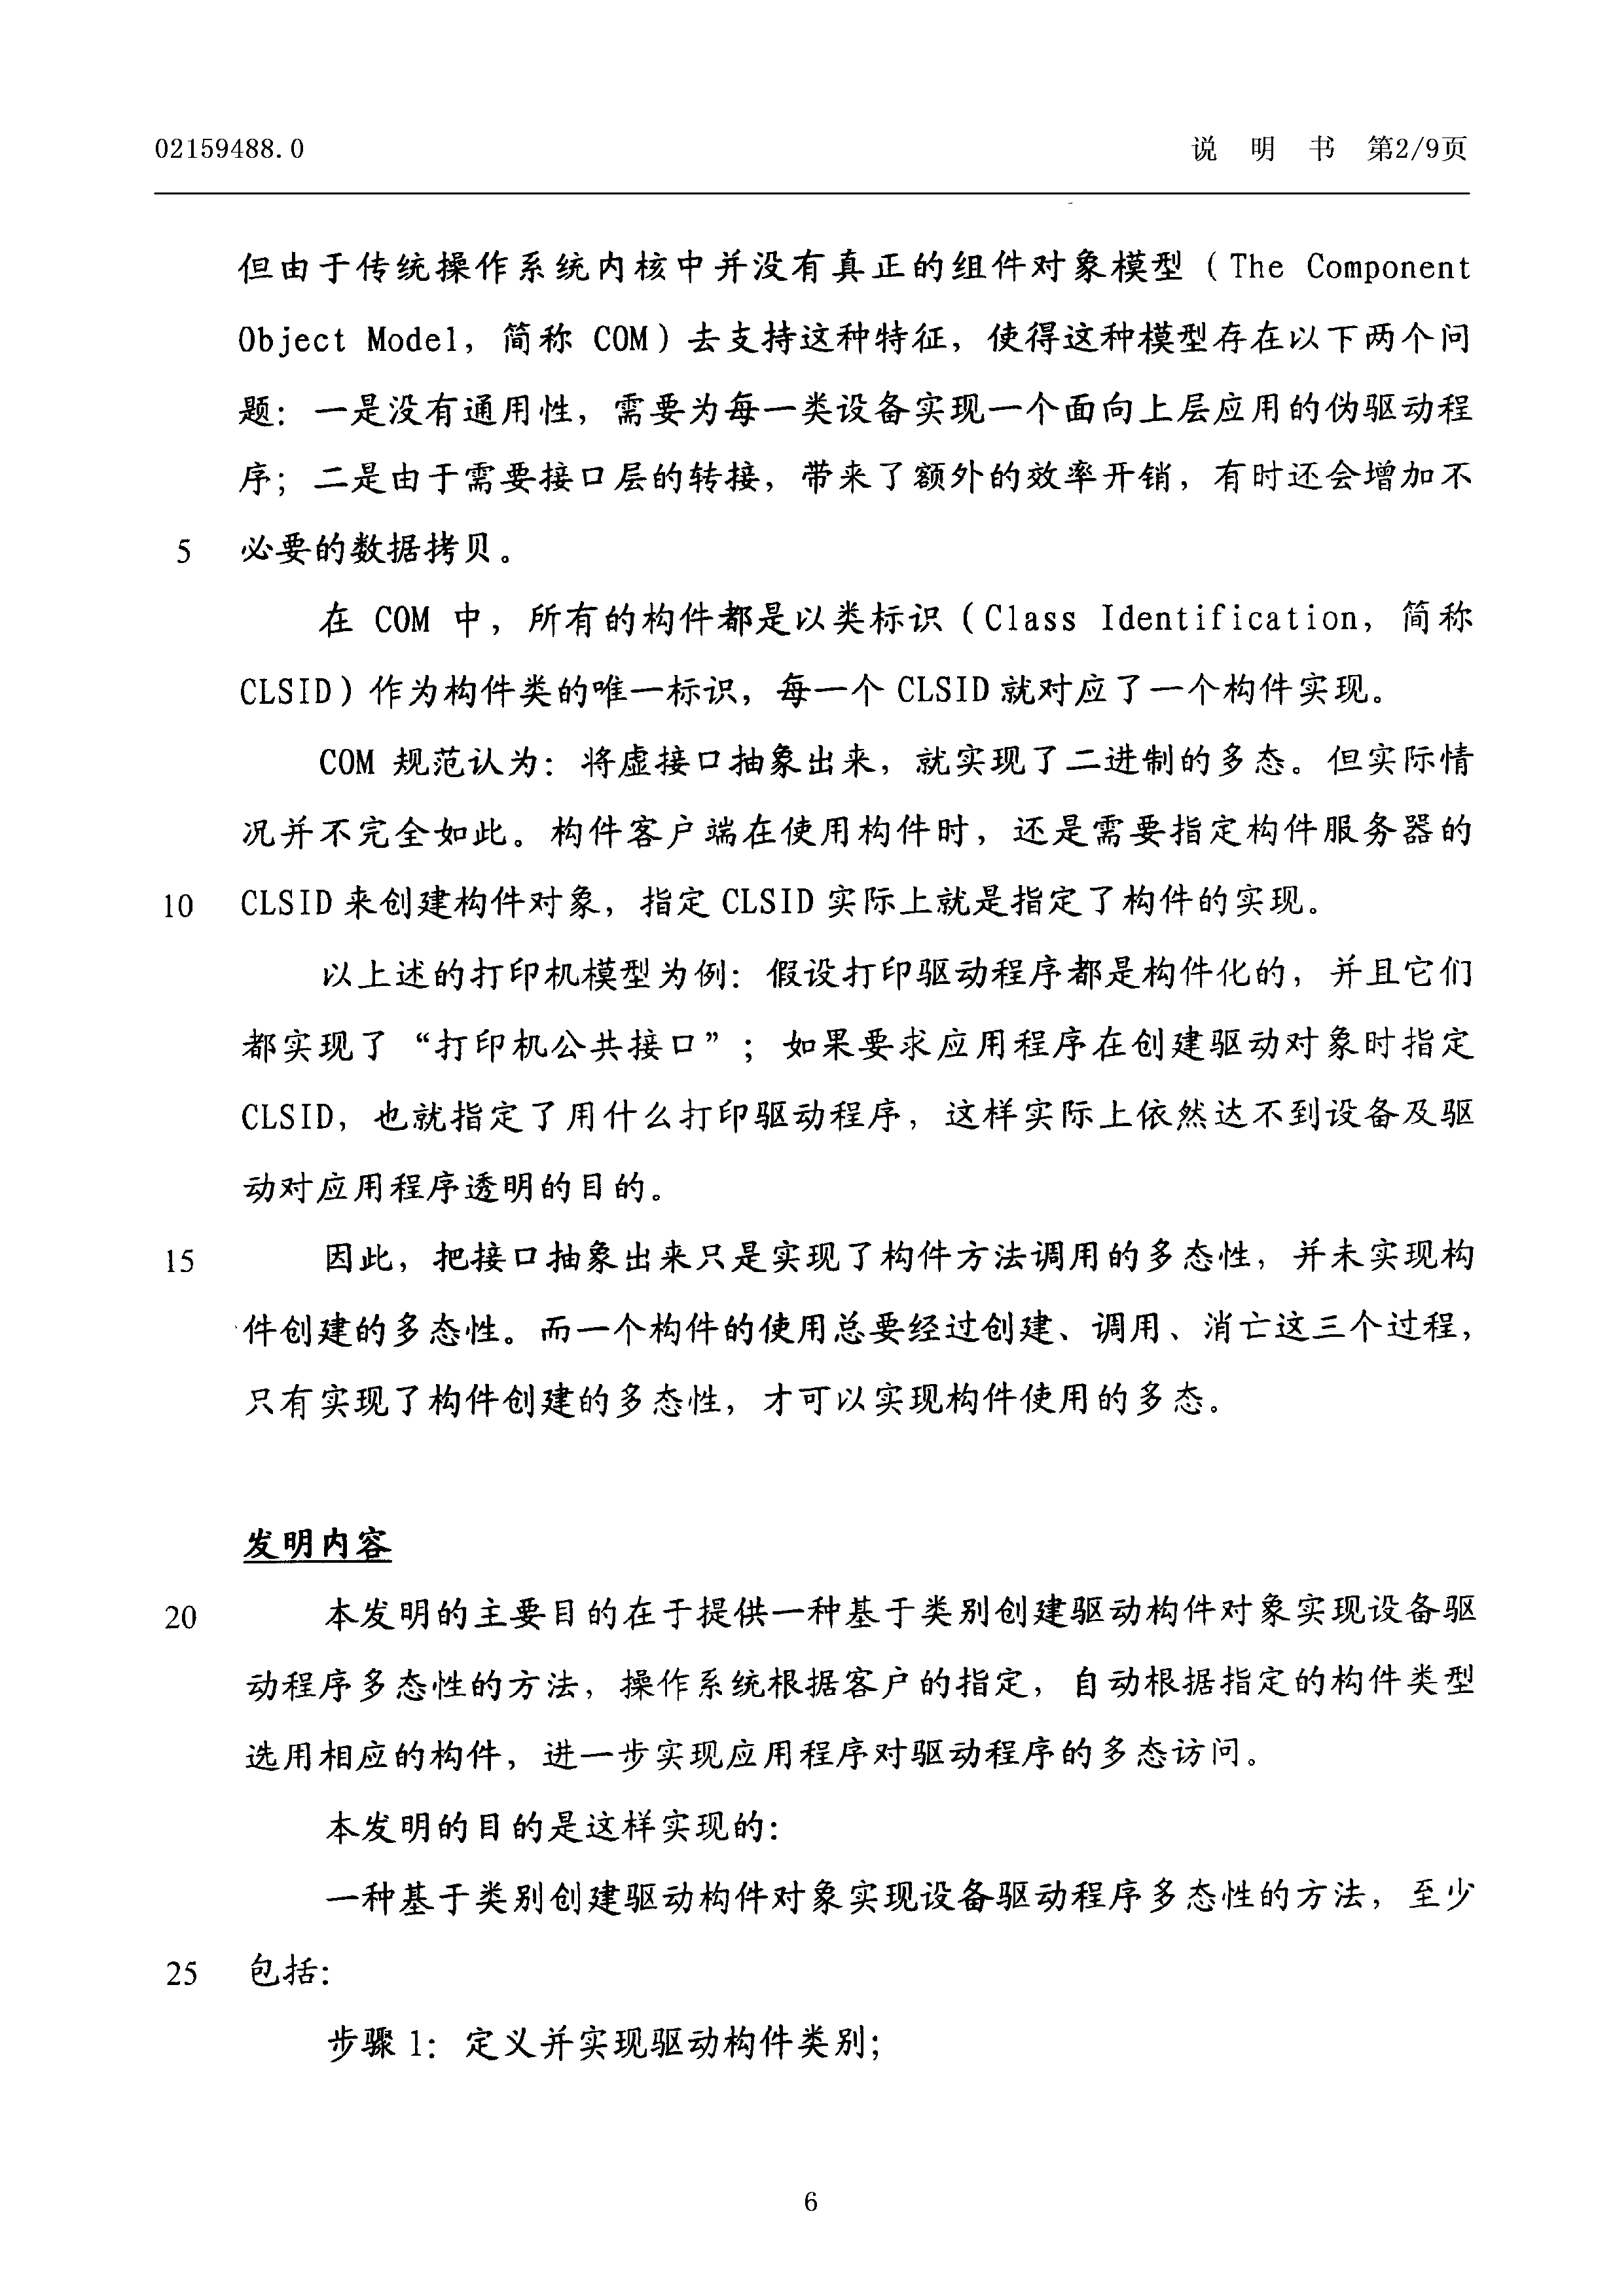 02159488.0
说 明 书 第2/9页
但由于传统操作系统内核中并没有真正的组件对象模型（The Component
Object Model，简称 COM）去支持这种特征，使得这种模型存在以下两个问
题：一是没有通用性，需要为每一类设备实现一个面向上层应用的伪驱动程
序；二是由于需要接口层的转接，带来了额外的效率开销，有时还会增加不
5 必要的数据拷贝。
在 COM 中，所有的构件都是以类标识（Class Identification，简称
CLSID）作为构件类的唯一标识，每一个 CLSID 就对应了一个构件实现。
COM 规范认为：将虚接口抽象出来，就实现了二进制的多态。但实际情
况并不完全如此。构件客户端在使用构件时，还是需要指定构件服务器的
10 CLSID 来创建构件对象，指定 CLSID 实际上就是指定了构件的实现。
以上述的打印机模型为例：假设打印驱动程序都是构件化的，并且它们
都实现了“打印机公共接口”；如果要求应用程序在创建驱动对象时指定
CLSID，也就指定了用什么打印驱动程序，这样实际上依然达不到设备及驱
动对应用程序透明的目的。
15 因此，把接口抽象出来只是实现了构件方法调用的多态性，并未实现构
件创建的多态性。而一个构件的使用总要经过创建、调用、消亡这三个过程，
只有实现了构件创建的多态性，才可以实现构件使用的多态。
发明内容
20 本发明的主要目的在于提供一种基于类别创建驱动构件对象实现设备驱
动程序多态性的方法，操作系统根据客户的指定，自动根据指定的构件类型
选用相应的构件，进一步实现应用程序对驱动程序的多态访问。
本发明的目的是这样实现的：
一种基于类别创建驱动构件对象实现设备驱动程序多态性的方法，至少
25 包括：
步骤 1：定义并实现驱动构件类别；
6